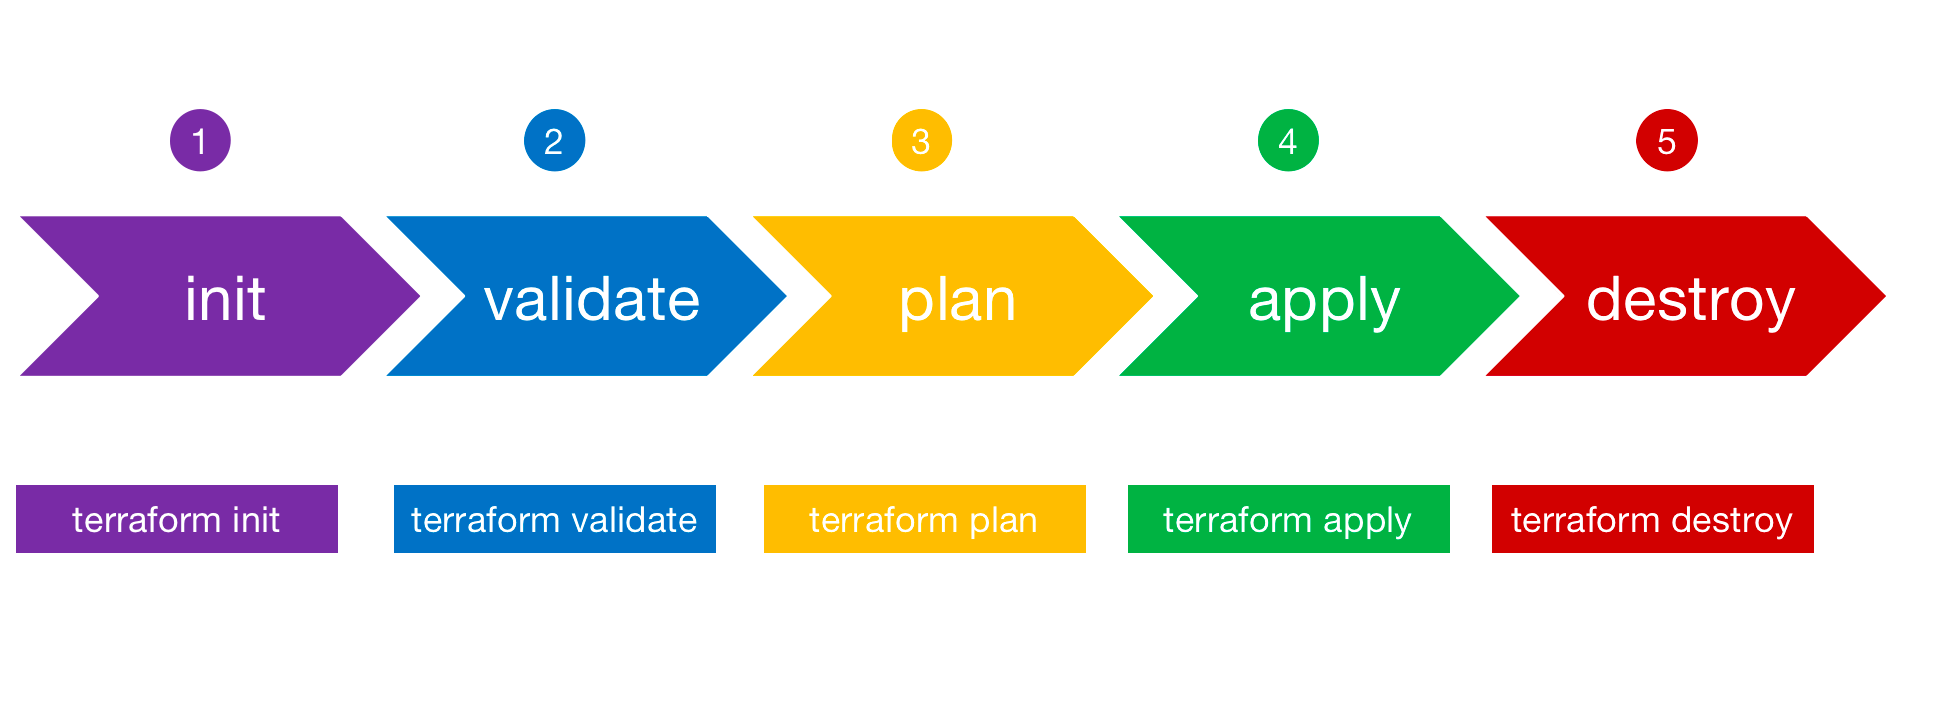 1
2
3
4
5
init
validate
plan
apply
destroy
terraform init
terraform validate
terraform plan
terraform apply
terraform destroy